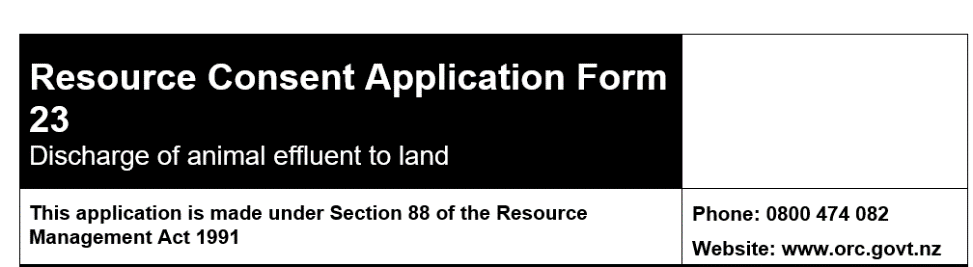 Resource Consent Application Form
23
Discharge of animal effluent to land
This application is made under Section 88 of the Resource
Management Act 1991
Phone: 0800 474 082
Website: www.orc.govt.nz